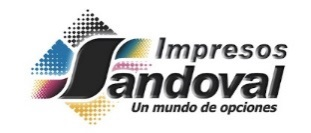 Impresos
Sandoval
Un mundo de opciones